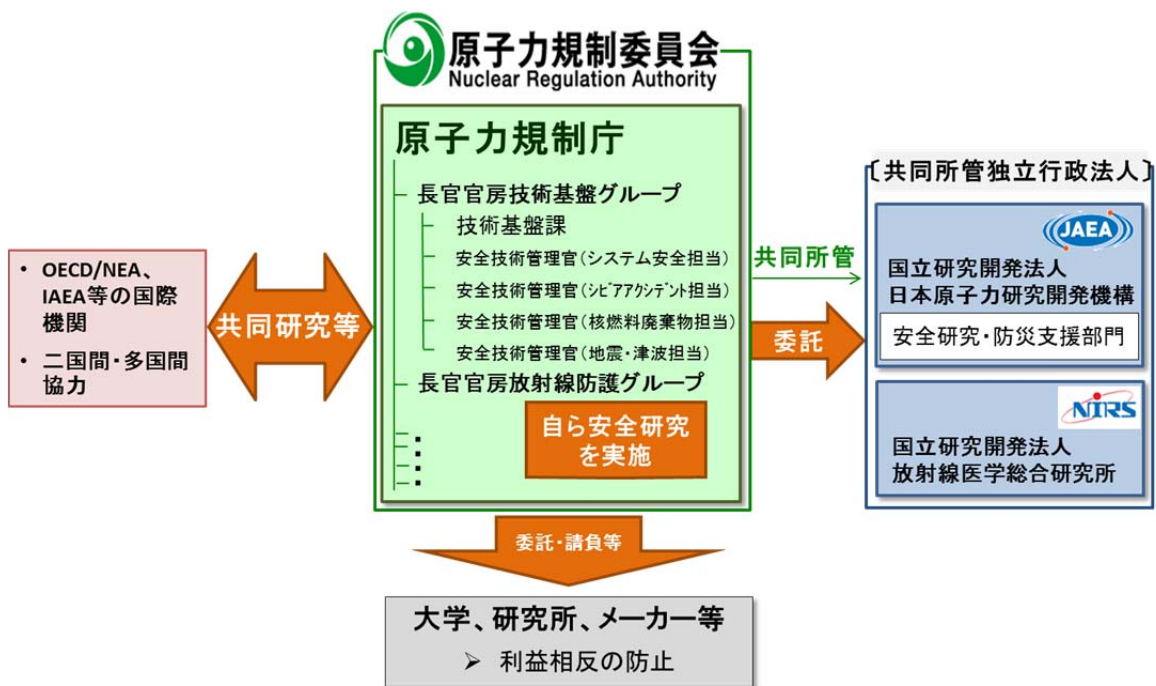 原子力規制委員会
Nuclear Regulation Authority
原子力規制庁
長官官房技術基盤グループ
技術基盤課
安全技術管理官(システム安全担当)
安全技術管理官(シビアアクシデント担当)
安全技術管理官(核燃料廃棄物担当)
安全技術管理官(地震・津波担当)
長官官房放射線防護グループ
自ら安全研究
を実施
• OECD/NEA、
IAEA等の国際
機関
• 二国間・多国間
協力
共同研究等
共同所管
委託
〔共同所管独立行政法人〕
JAEA
国立研究開発法人
日本原子力研究開発機構
安全研究・防災支援部門
NIRS
国立研究開発法人
放射線医学総合研究所
委託・請負等
大学、研究所、メーカー等
➢ 利益相反の防止